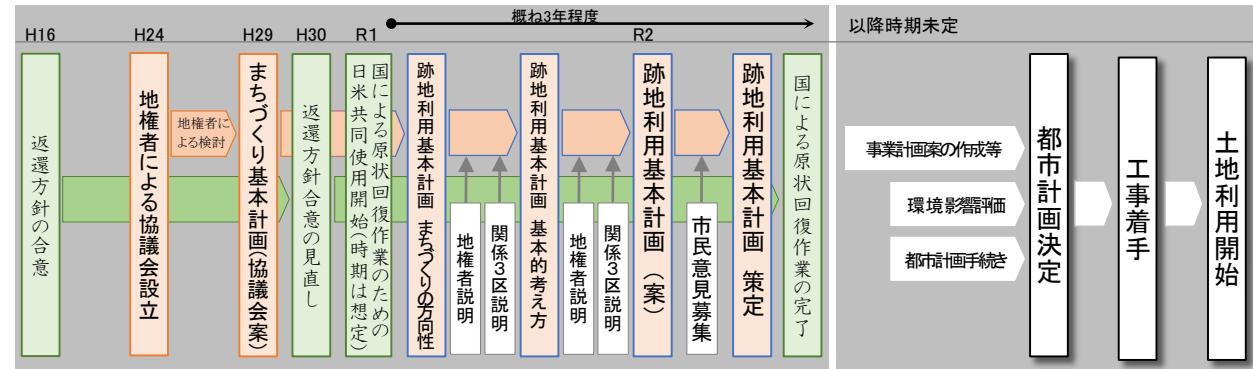 概ね3年程度
H16
H24
H29
H30
R1
R2
以降時期未定
返還方針の合意
地権者による協議会設立
地権者に
よる検討
まちづくり基本計画(協議会案)
返還方針合意の見直し
国による原状回復作業のための
日米共同使用開始(時期は想定)
跡地利用基本計画 まちづくりの方向性
地権者説明
関係3区説明
跡地利用基本計画 基本的考え方
地権者説明
関係3区説明
跡地利用基本計画(案)
市民意見募集
跡地利用基本計画 策定
国による原状回復作業の完了
事業計画案の作成等
環境影響評価
都市計画手続き
都市計画決定
工事着手
土地利用開始